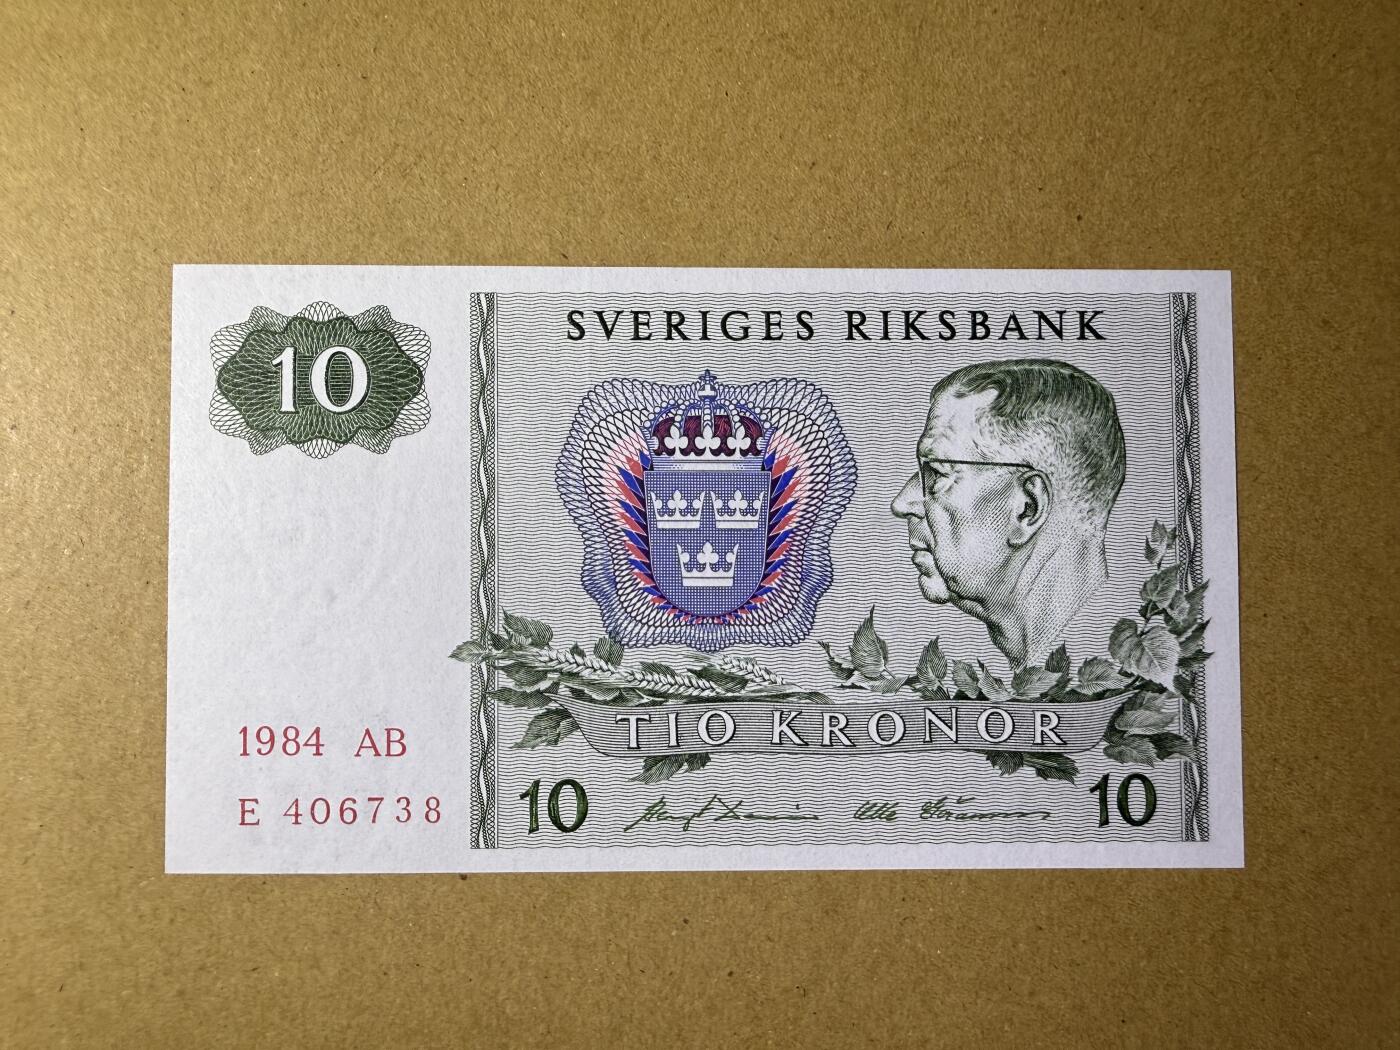 SVERIGES RIKSBANK
10
TIO KRONOR
1984 AB
E 406738
10
10